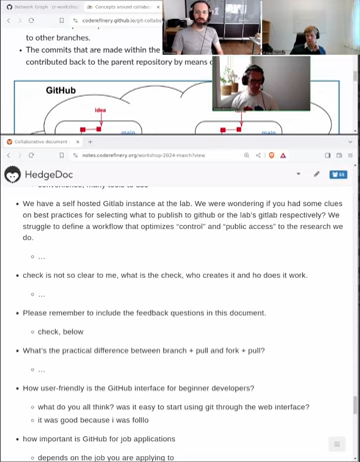 Network Graph
Concepts around collabo
coderefinery.github.io/git-collab
to other branches.
The commits that are made within the
contributed back to the parent repository by means o
GitHub
idea
main
main
Collaborative document
notes.coderefinery.org/workshop-2024-march?view
HedgeDoc
convenience, many tools to use
We have a self hosted Gitlab instance at the lab. We were wondering if you had some clues
on best practices for selecting what to publish to github or the lab's gitlab respectively? We
struggle to define a workflow that optimizes “control” and “public access” to the research we
do.
...
check is not so clear to me, what is the check, who creates it and ho does it work.
...
Please remember to include the feedback questions in this document.
check, below
What's the practical difference between branch + pull and fork + pull?
...
How user-friendly is the GitHub interface for beginner developers?
what do you all think? was it easy to start using git through the web interface?
it was good because i was folllo
how important is GitHub for job applications
depends on the job you are applying to